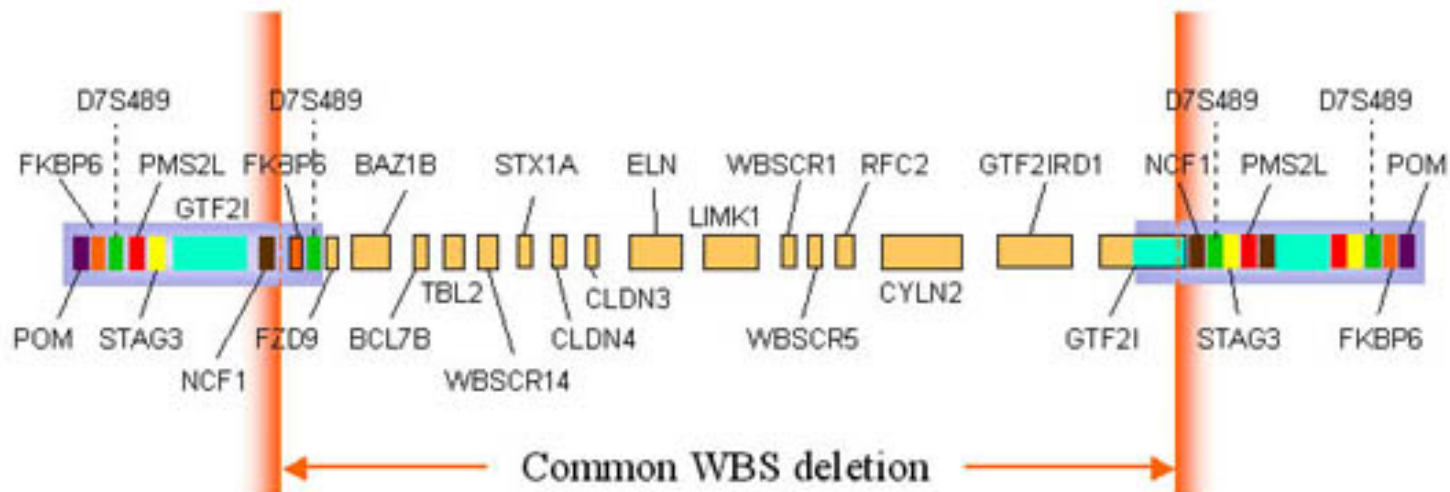 D7S489 D7S489 D7S489 D7S489
FKBP6 PMS2L FKBP6 BAZ1B STX1A ELN WBSCR1 RFC2 GTF2IRD1 NCF1 PMS2L POM
GTF2I LIMK1
TBL2 CLDN3 CYLN2
POM STAG3 FZD9 BCL7B CLDN4 WBSCR5 GTF2I STAG3 FKBP6
NCF1 WBSCR14
Common WBS deletion